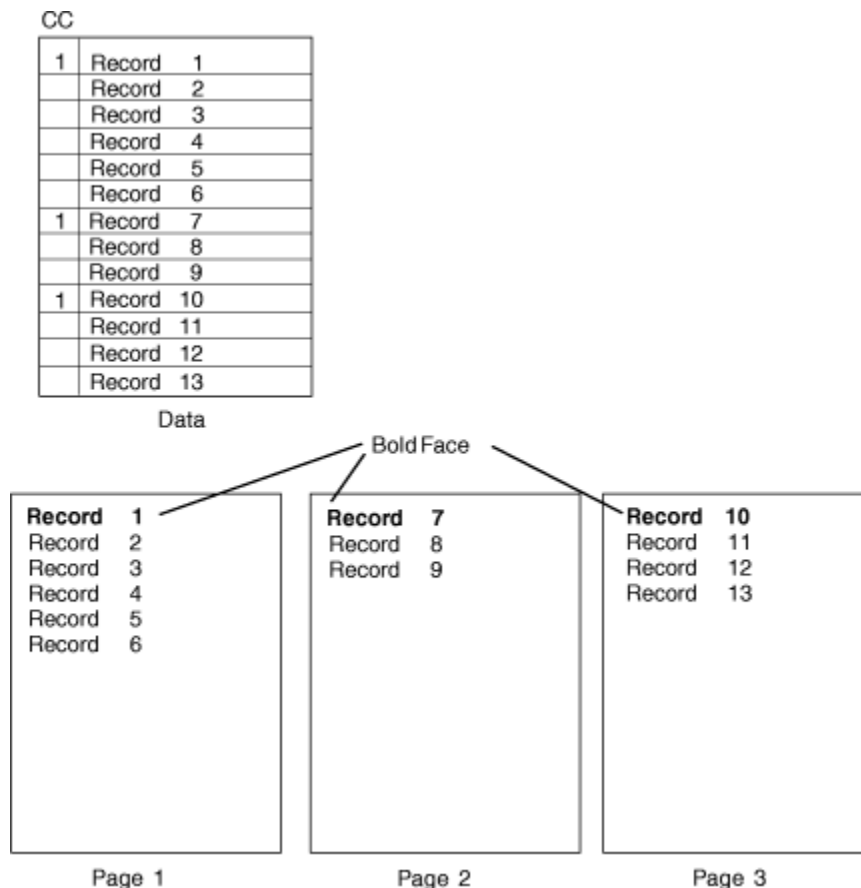 CC
1 Record 1
Record 2
Record 3
Record 4
Record 5
Record 6
1 Record 7
Record 8
Record 9
1 Record 10
Record 11
Record 12
Record 13
Data
Bold Face
Record 1
Record 2
Record 3
Record 4
Record 5
Record 6
Page 1
Record 7
Record 8
Record 9
Page 2
Record 10
Record 11
Record 12
Record 13
Page 3